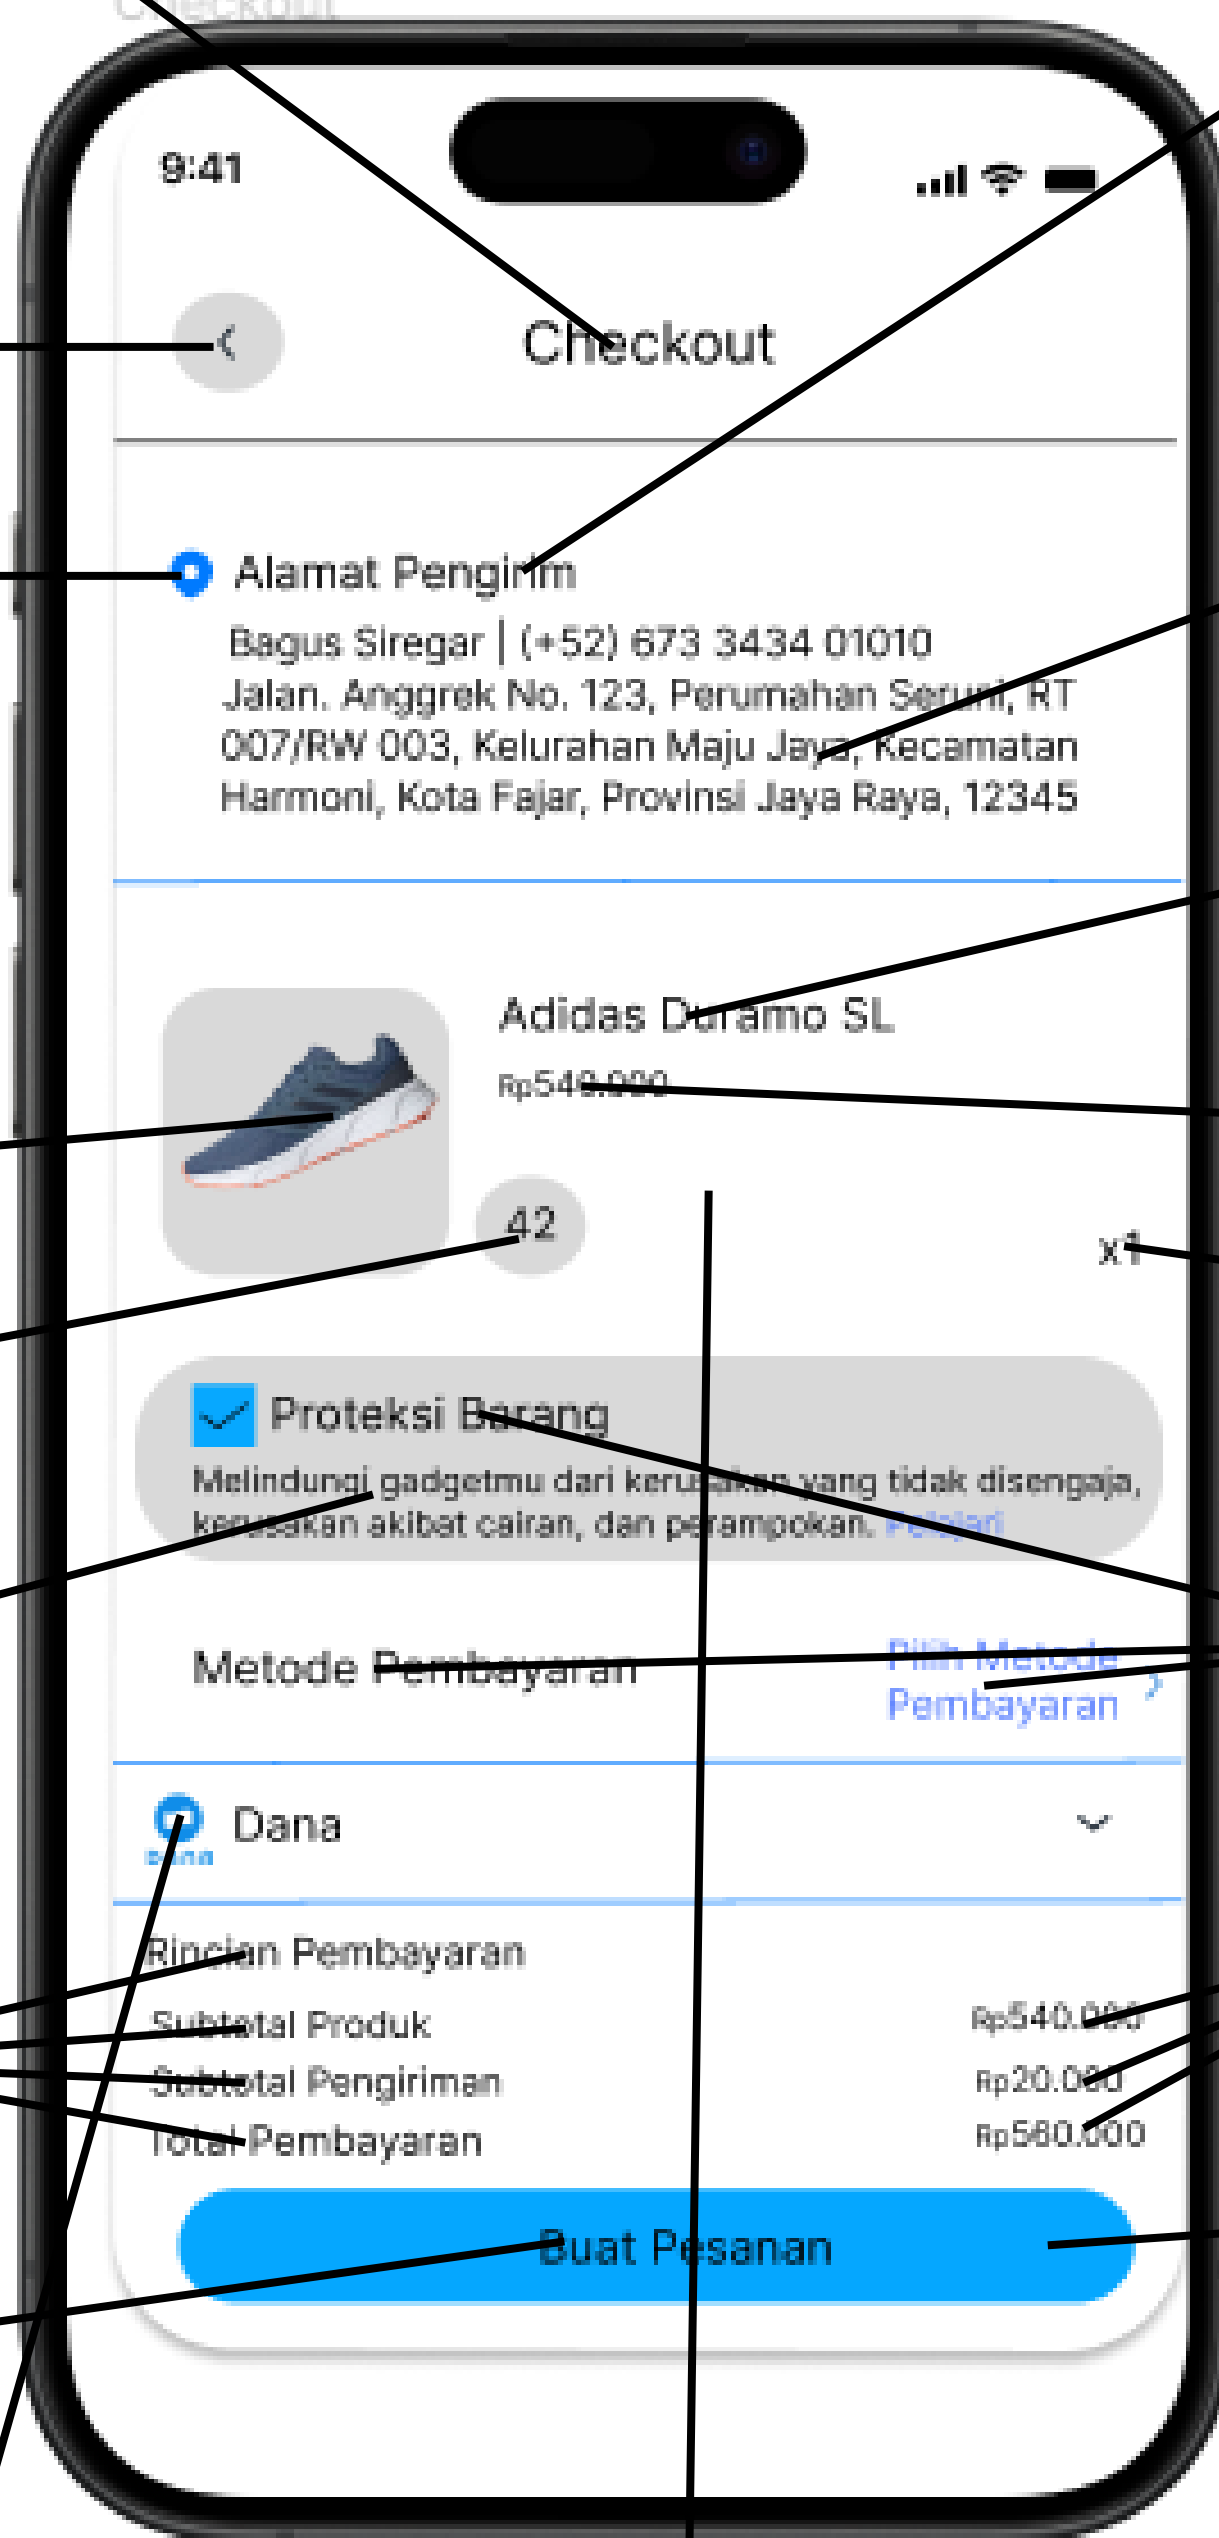 Checkout
9:41
Checkout
Alamat Pengirim
Bagus Siregar | (+52) 673 3434 01010
Jalan. Anggrek No. 123, Perumahan Seruni, RT
007/RW 003, Kelurahan Maju Jaya, Kecamatan
Harmoni, Kota Fajar, Provinsi Jaya Raya, 12345
Adidas Duramo SL
Rp540.000
42
x1
Proteksi Barang
Melindungi gadgetmu dari kerusakan yang tidak disengaja,
kerusakan akibat cairan, dan perampokan. Pelajari
Metode Pembayaran
Pilih Metode
Pembayaran
Dana
DANA
Rincian Pembayaran
Subtotal Produk Rp540.000
Subtotal Pengiriman Rp20.000
Total Pembayaran Rp560.000
Buat Pesanan